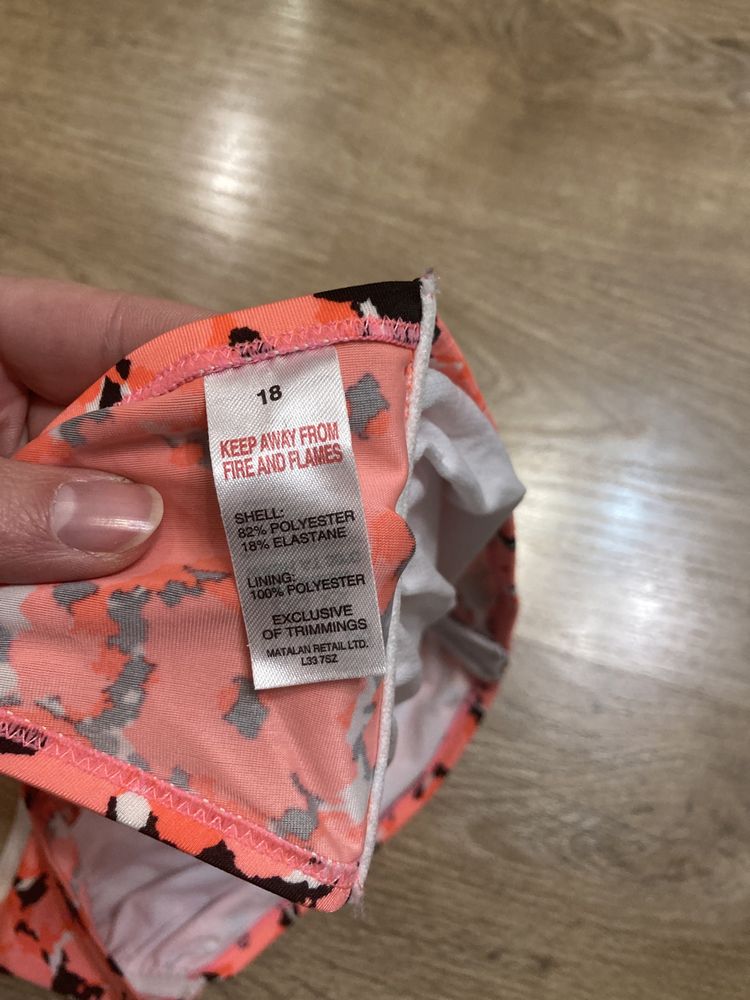 18
KEEP AWAY FROM
FIRE AND FLAMES
SHELL:
82% POLYESTER
18% ELASTANE
LINING:
100% POLYESTER
EXCLUSIVE
OF TRIMMINGS
MATALAN RETAIL LTD.
L33 7SZ